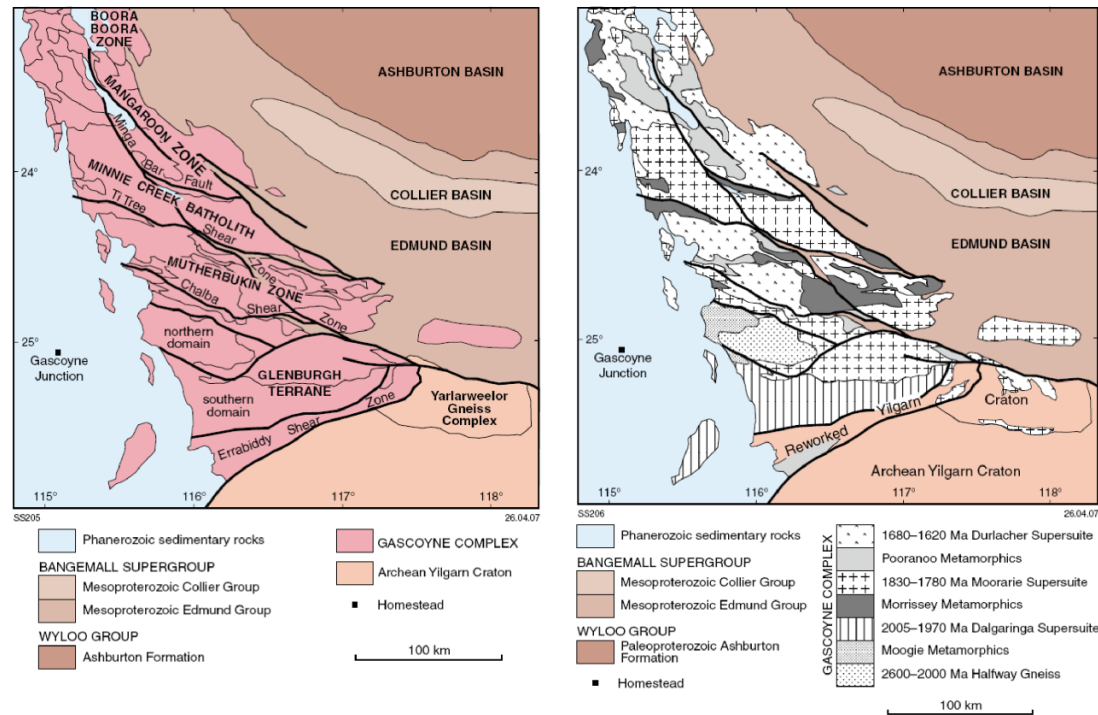 BOORA
BOORA
ZONE
ASHBURTON BASIN
MANGAROON ZONE
Minga
Bar
Fault
24°
MINNIE CREEK BATHOLITH
COLLIER BASIN
Ti Tree
Shear
Zone
EDMUND BASIN
MUTHERBUKIN ZONE
Chalba
Shear
Zone
northern
domain
25°
Gascoyne
Junction
GLENBURGH
TERRANE
southern
domain
Yarlarweelor
Gneiss
Complex
Errabiddy
Shear
Zone
115°
116°
117°
118°
SS205
26.04.07
Phanerozoic sedimentary rocks
BANGEMALL SUPERGROUP
Mesoproterozoic Collier Group
Mesoproterozoic Edmund Group
WYLOO GROUP
Ashburton Formation
GASCOYNE COMPLEX
Archean Yilgarn Craton
Homestead
100 km
ASHBURTON BASIN
24°
COLLIER BASIN
EDMUND BASIN
25°
Gascoyne
Junction
Reworked
Yilgarn
Craton
Archean Yilgarn Craton
115°
116°
117°
118°
SS206
26.04.07
Phanerozoic sedimentary rocks
BANGEMALL SUPERGROUP
Mesoproterozoic Collier Group
Mesoproterozoic Edmund Group
WYLOO GROUP
Paleoproterozoic Ashburton
Formation
Homestead
GASCOYNE COMPLEX
1680–1620 Ma Durlacher Supersuite
Pooranoo Metamorphics
1830–1780 Ma Moorarie Supersuite
Morrissey Metamorphics
2005–1970 Ma Dalgaringa Supersuite
Moogie Metamorphics
2600–2000 Ma Halfway Gneiss
100 km